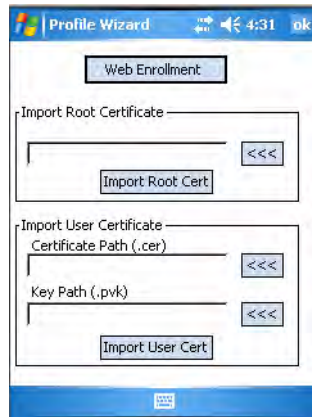 Profile Wizard 4:31 ok
Web Enrollment
Import Root Certificate
<<<
Import Root Cert
Import User Certificate
Certificate Path (.cer)
<<<
Key Path (.pvk)
<<<
Import User Cert